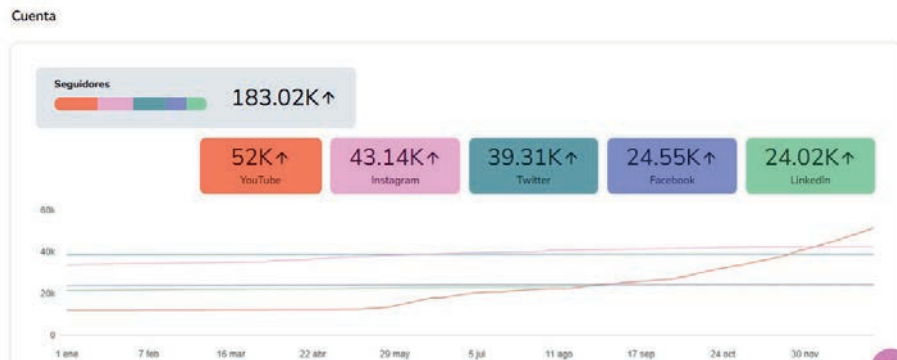 Cuenta
Seguidores
183.02K↑
52K↑ 43.14K↑ 39.31K↑ 24.55K↑ 24.02K↑
YouTube Instagram Twitter Facebook LinkedIn
60k
40k
20k
0
1 ene 7 feb 16 mar 22 abr 29 may 5 jul 11 ago 17 sep 24 oct 30 nov